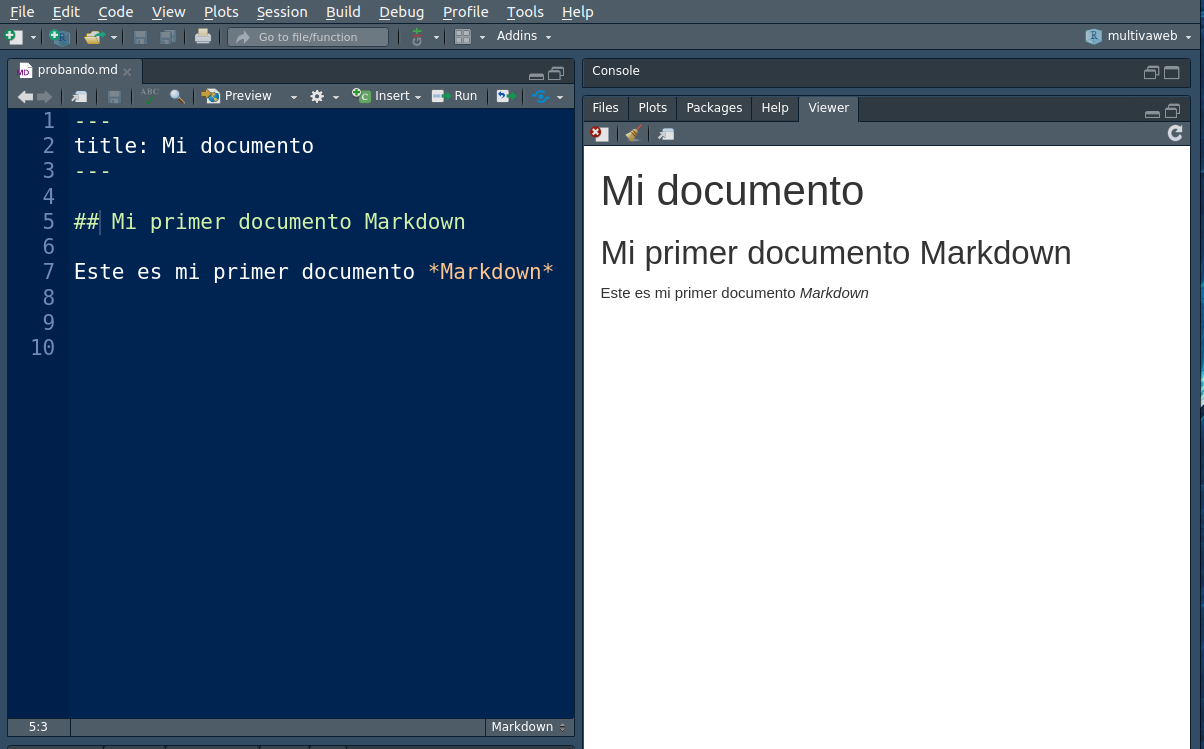 File Edit Code View Plots Session Build Debug Profile Tools Help
Go to file/function Addins multivaweb
probando.md
ABC Preview Insert Run
1 ---
2 title: Mi documento
3 ---
4
5 ## Mi primer documento Markdown
6
7 Este es mi primer documento *Markdown*
8
9
10
5:3 Markdown
Console
Files Plots Packages Help Viewer
Mi documento
Mi primer documento Markdown
Este es mi primer documento Markdown